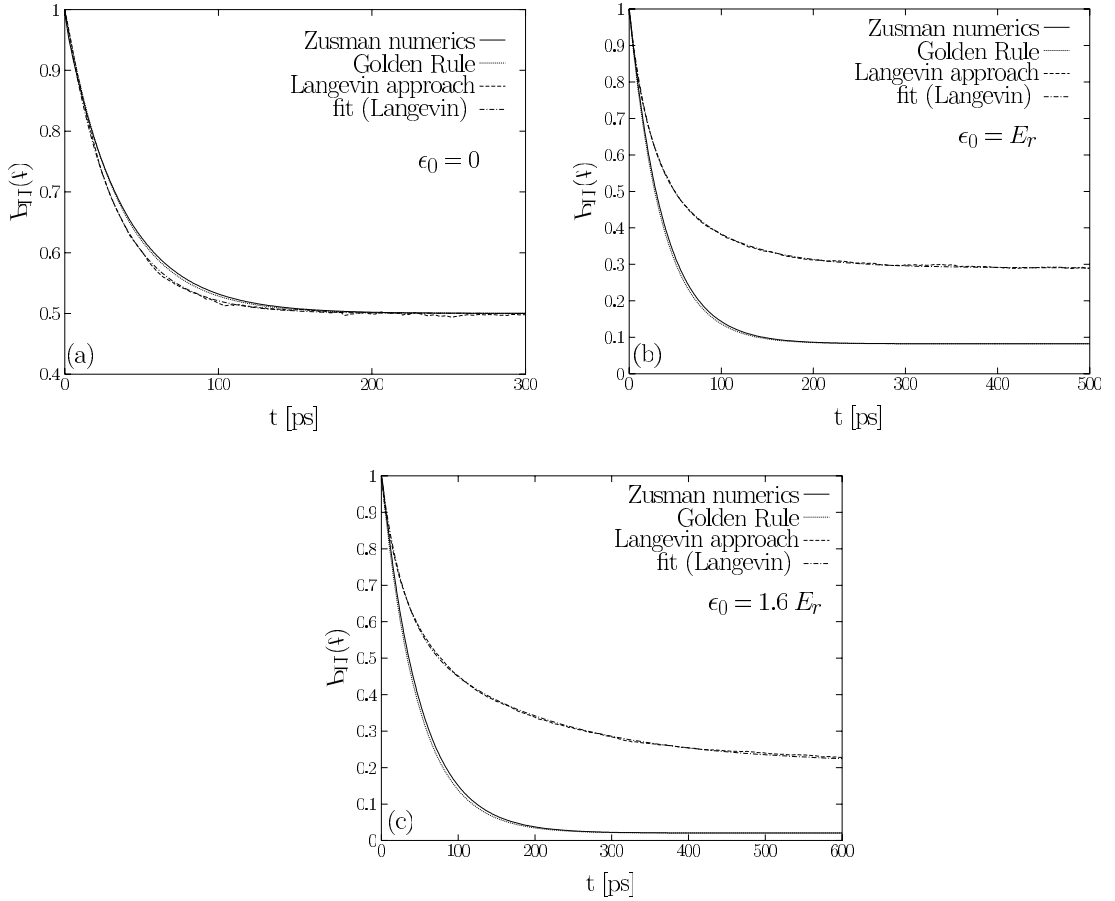 1
0.9
0.8
0.7
0.6
0.5
0.4
0
100
200
300
Zusman numerics
Golden Rule
Langevin approach
fit (Langevin)
ϵ₀ = 0
(a)
t [ps]
1
0.9
0.8
0.7
0.6
0.5
0.4
0.3
0.2
0.1
0
0
100
200
300
400
500
Zusman numerics
Golden Rule
Langevin approach
fit (Langevin)
ϵ₀ = Eᵣ
(b)
t [ps]
1
0.9
0.8
0.7
0.6
0.5
0.4
0.3
0.2
0.1
0
0
100
200
300
400
500
600
Zusman numerics
Golden Rule
Langevin approach
fit (Langevin)
ϵ₀ = 1.6 Eᵣ
(c)
t [ps]